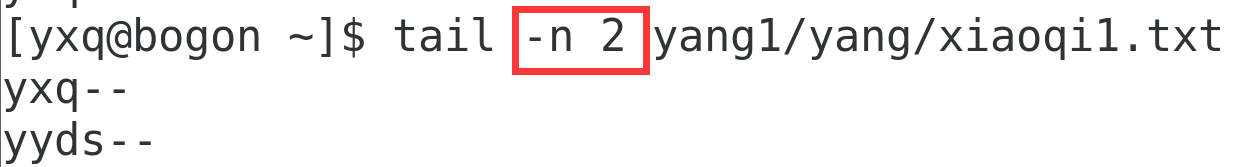 [yxq@bogon ~]$ tail -n 2 yang1/yang/xiaoqi1.txt
yxq--
yyds--